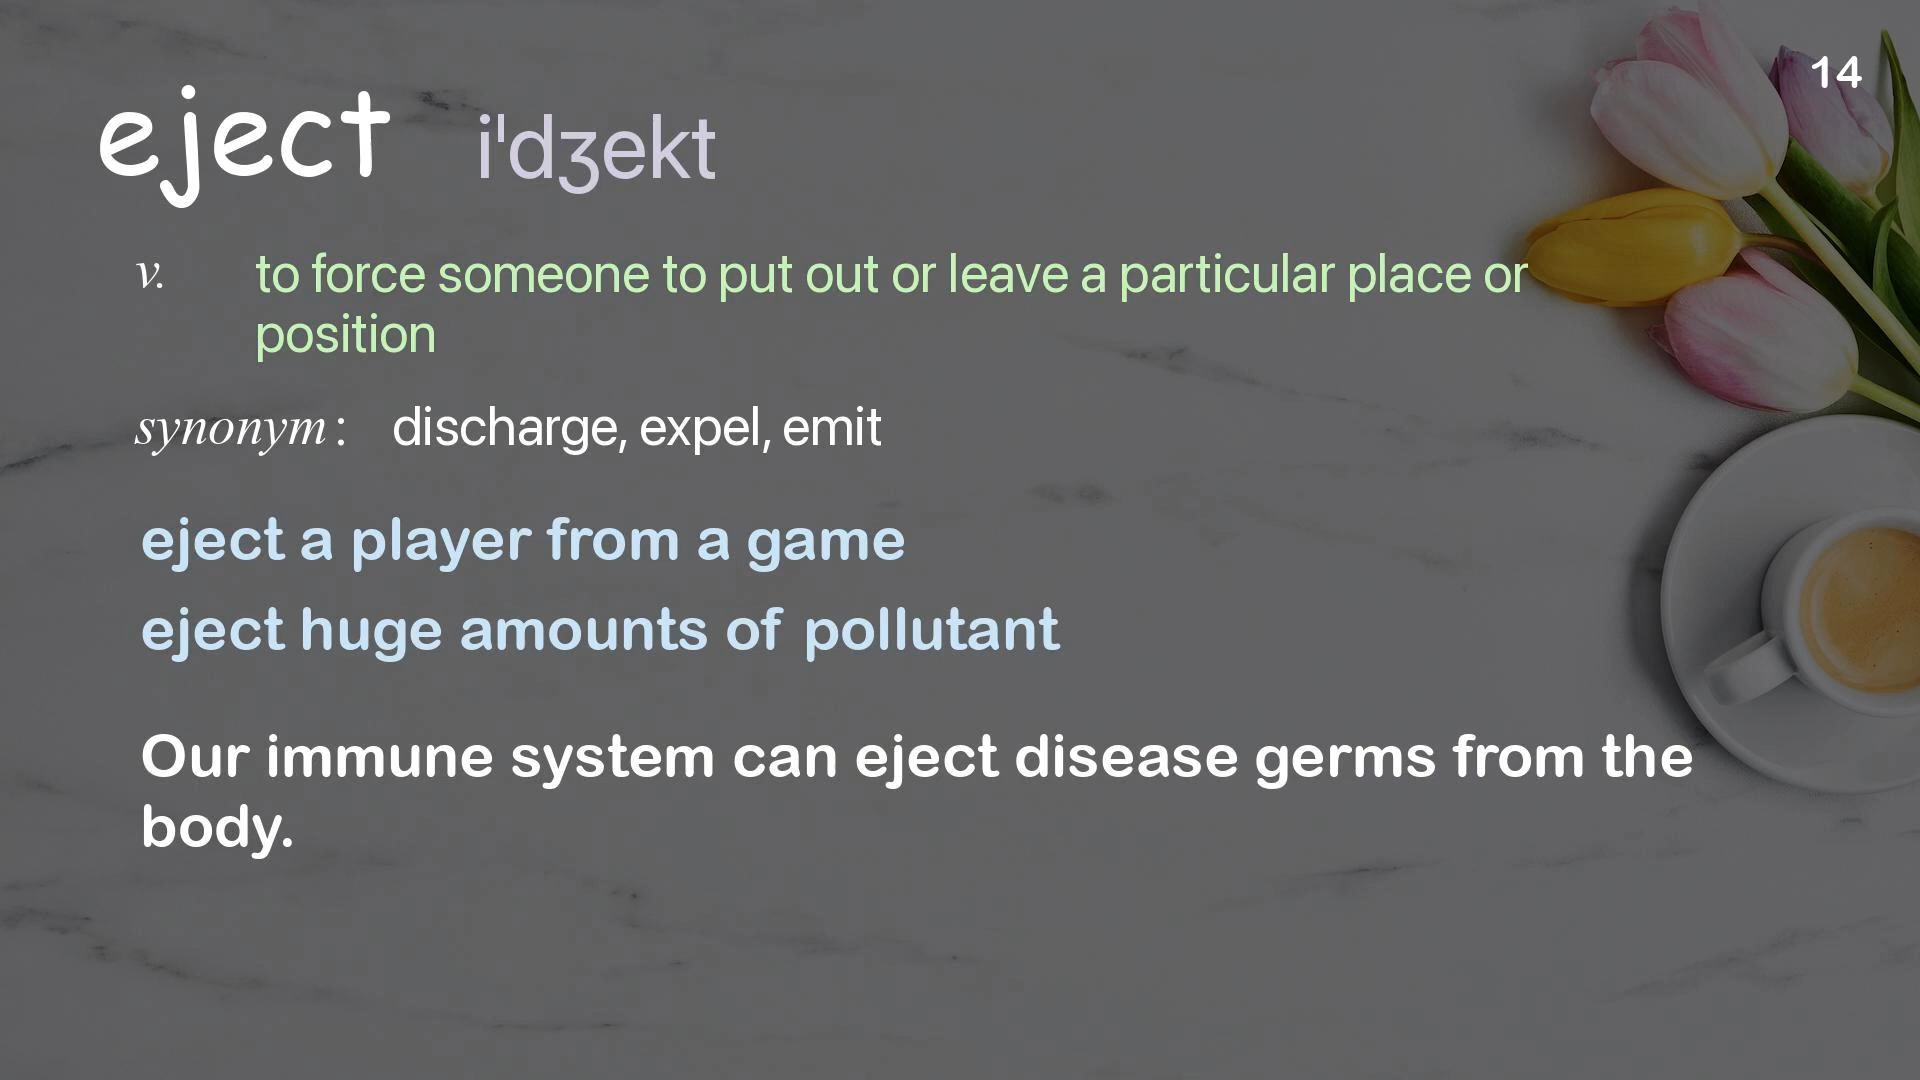 14
eject iˈdʒekt
v. to force someone to put out or leave a particular place or
position
synonym : discharge, expel, emit
eject a player from a game
eject huge amounts of pollutant
Our immune system can eject disease germs from the
body.